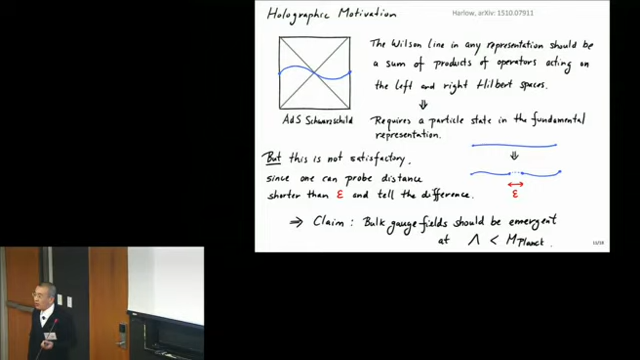 Holographic Motivation
Harlow, arXiv: 1510.07911
The Wilson line in any representation should be
a sum of products of operators acting on
the left and right Hilbert spaces.
⇓
AdS Schwarzschild
Requires a particle state in the fundamental
representation.
But this is not satisfactory,
since one can probe distance
shorter than ε and tell the difference.
⇓
ε
⇒ Claim : Bulk gauge fields should be emergent
at Λ < M Planck.
11/13